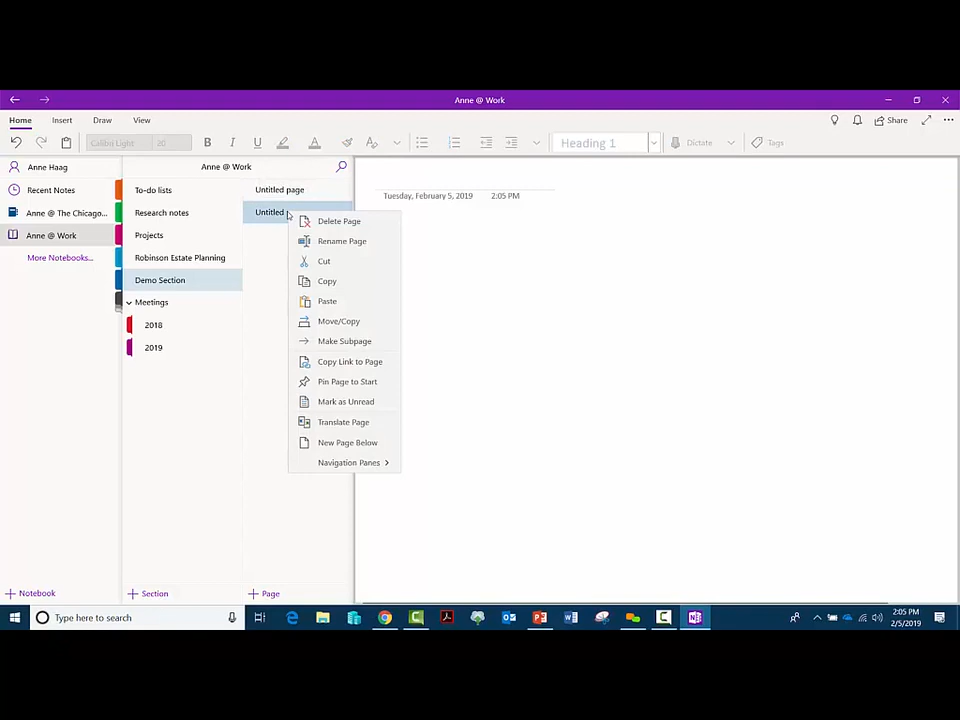 Anne @ Work
Home Insert Draw View
Share
Calibri Light 20 B I U A Heading 1 Dictate Tags
Anne Haag
Recent Notes
Anne @ The Chicago...
Anne @ Work
More Notebooks...
Anne @ Work
To-do lists
Research notes
Projects
Robinson Estate Planning
Demo Section
Meetings
2018
2019
Untitled page
Untitled
Delete Page
Rename Page
Cut
Copy
Paste
Move/Copy
Make Subpage
Copy Link to Page
Pin Page to Start
Mark as Unread
Translate Page
New Page Below
Navigation Panes
Tuesday, February 5, 2019 2:05 PM
Notebook
Section
Page
Type here to search
2:05 PM
2/5/2019